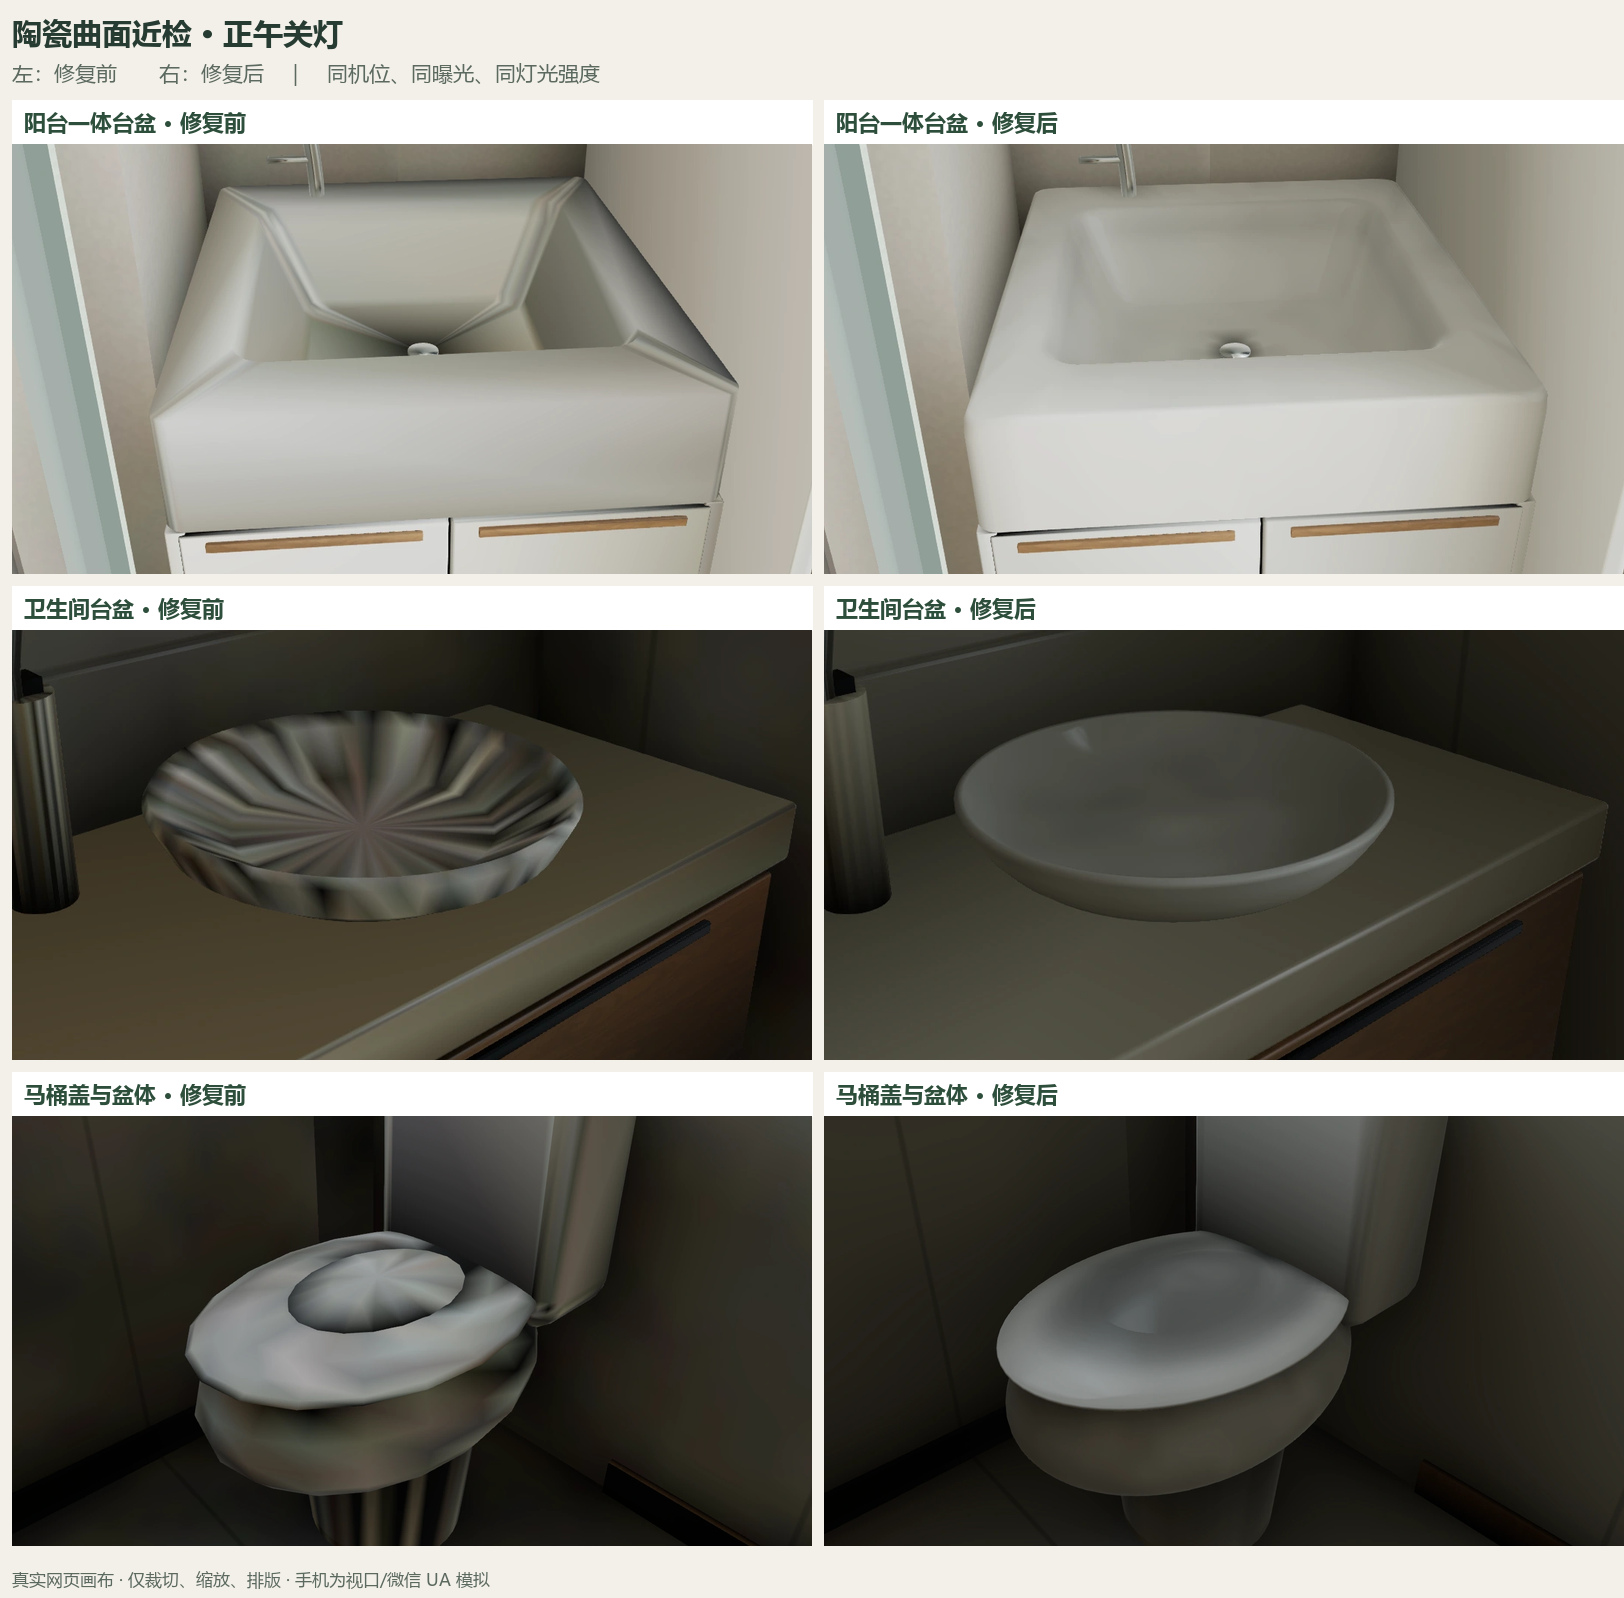 陶瓷曲面近检·正午关灯
左：修复前　　右：修复后　|　同机位、同曝光、同灯光强度
阳台一体台盆·修复前
阳台一体台盆·修复后
卫生间台盆·修复前
卫生间台盆·修复后
马桶盖与盆体·修复前
马桶盖与盆体·修复后
真实网页画布·仅裁切、缩放、排版·手机为视口/微信 UA 模拟